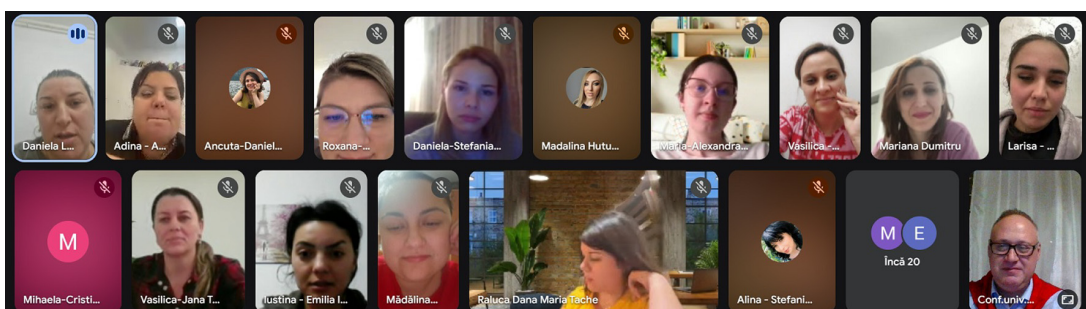 Daniela L...
Adina - A...
Ancuta-Daniel...
Roxana-...
Daniela-Stefania...
Madalina Hutu...
Maria-Alexandra...
Vasilica -...
Mariana Dumitru
Larisa - ...
M
Mihaela-Cristi...
Vasilica-Jana T...
Iustina - Emilia I...
Mădălina...
Raluca Dana Maria Tache
Alina - Stefani...
M E
Încă 20
Conf.univ....